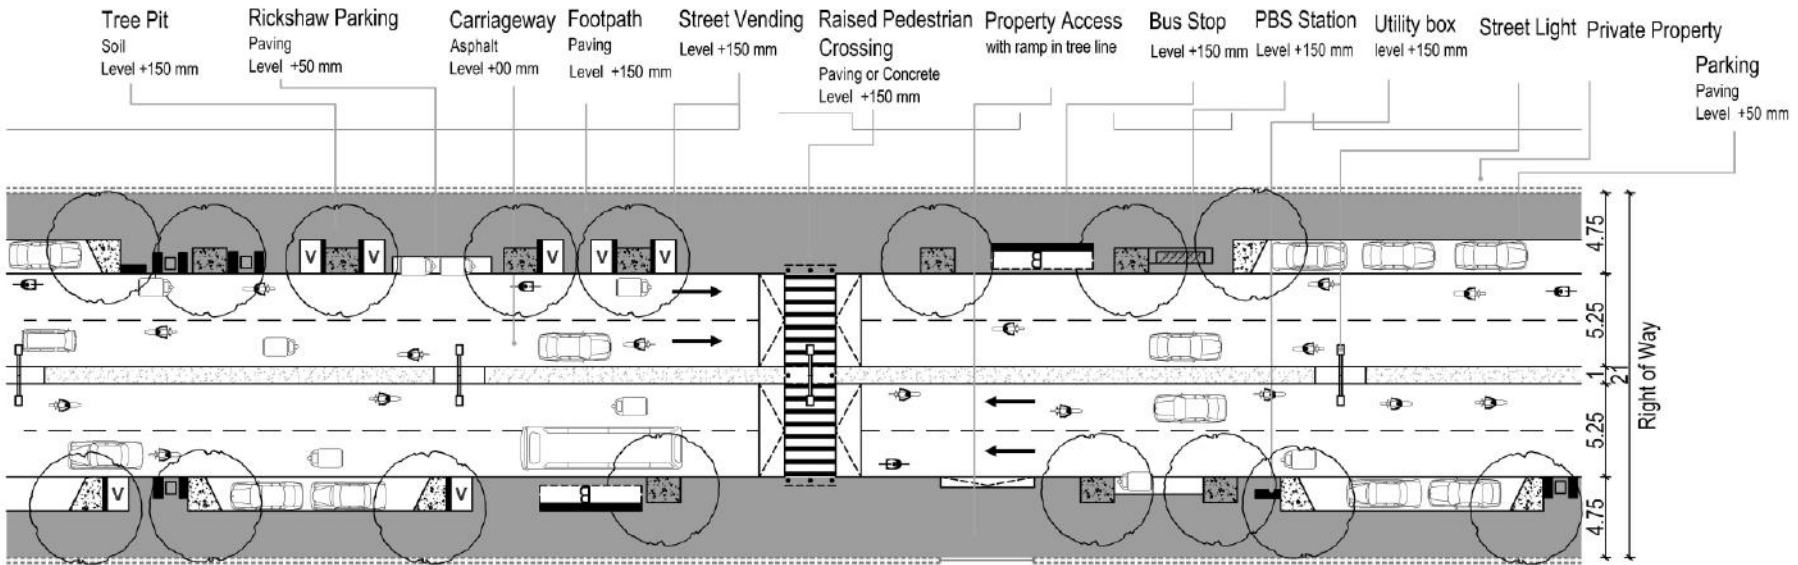 Tree Pit
Soil
Level +150 mm
Rickshaw Parking
Paving
Level +50 mm
Carriageway
Asphalt
Level +00 mm
Footpath
Paving
Level +150 mm
Street Vending
Level +150 mm
Raised Pedestrian
Crossing
Paving or Concrete
Level +150 mm
Property Access
with ramp in tree line
Bus Stop
Level +150 mm
PBS Station
Level +150 mm
Utility box
level +150 mm
Street Light
Private Property
Parking
Paving
Level +50 mm
V
V
V
V
V
B
B
V
V
B
4.75
5.25
1
21
5.25
4.75
Right of Way